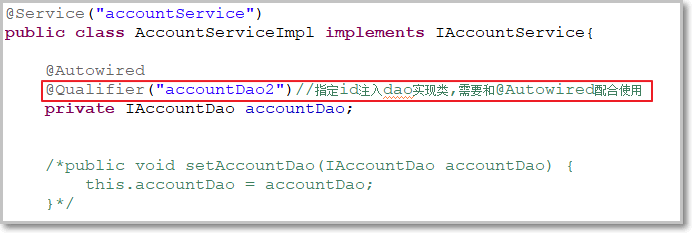 @Service("accountService")
public class AccountServiceImpl implements IAccountService{
@Autowired
@Qualifier("accountDao2")//指定id注入dao实现类,需要和@Autowired配合使用
private IAccountDao accountDao;
/*public void setAccountDao(IAccountDao accountDao) {
this.accountDao = accountDao;
}*/